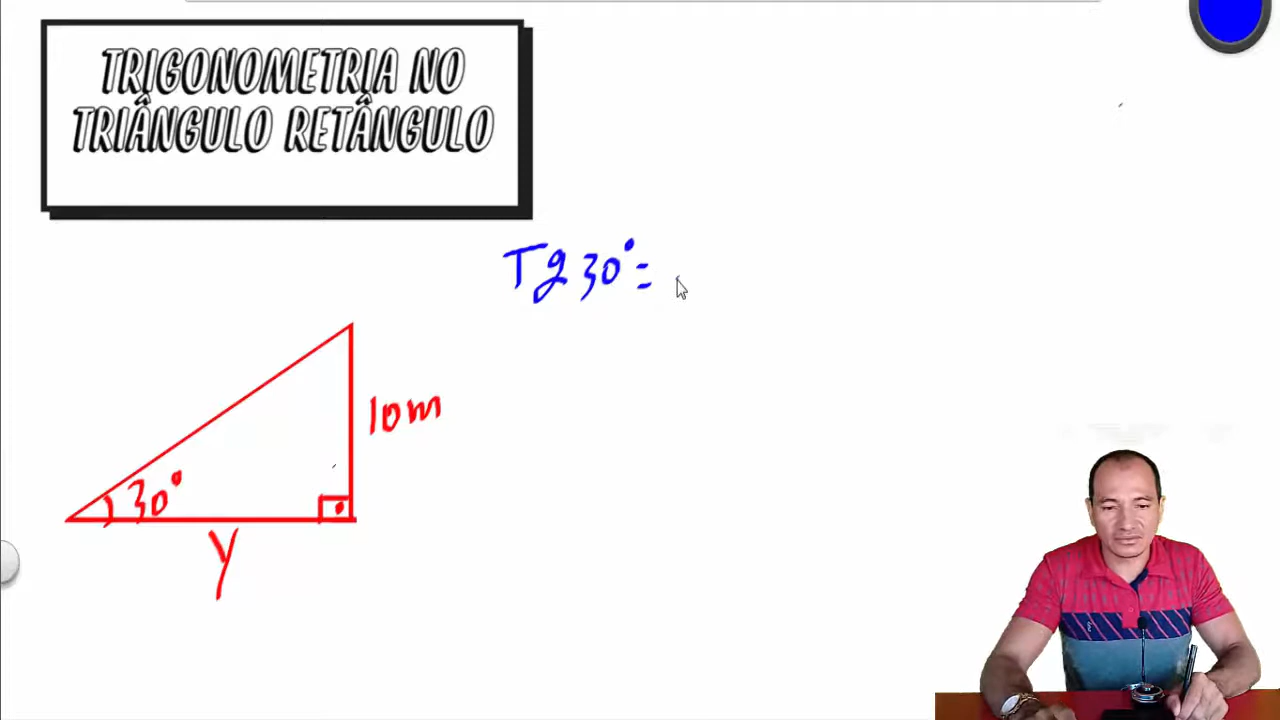 TRIGONOMETRIA NO
TRIÂNGULO RETÂNGULO
Tg 30° =
10m
30°
y